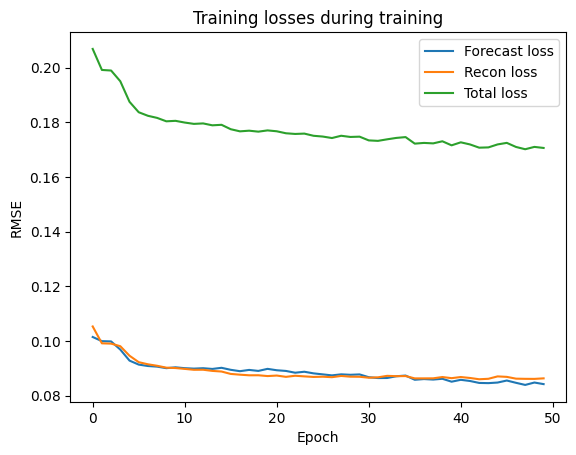 Training losses during training
Forecast loss
Recon loss
Total loss
0.20
0.18
0.16
0.14
0.12
0.10
0.08
RMSE
0 10 20 30 40 50
Epoch